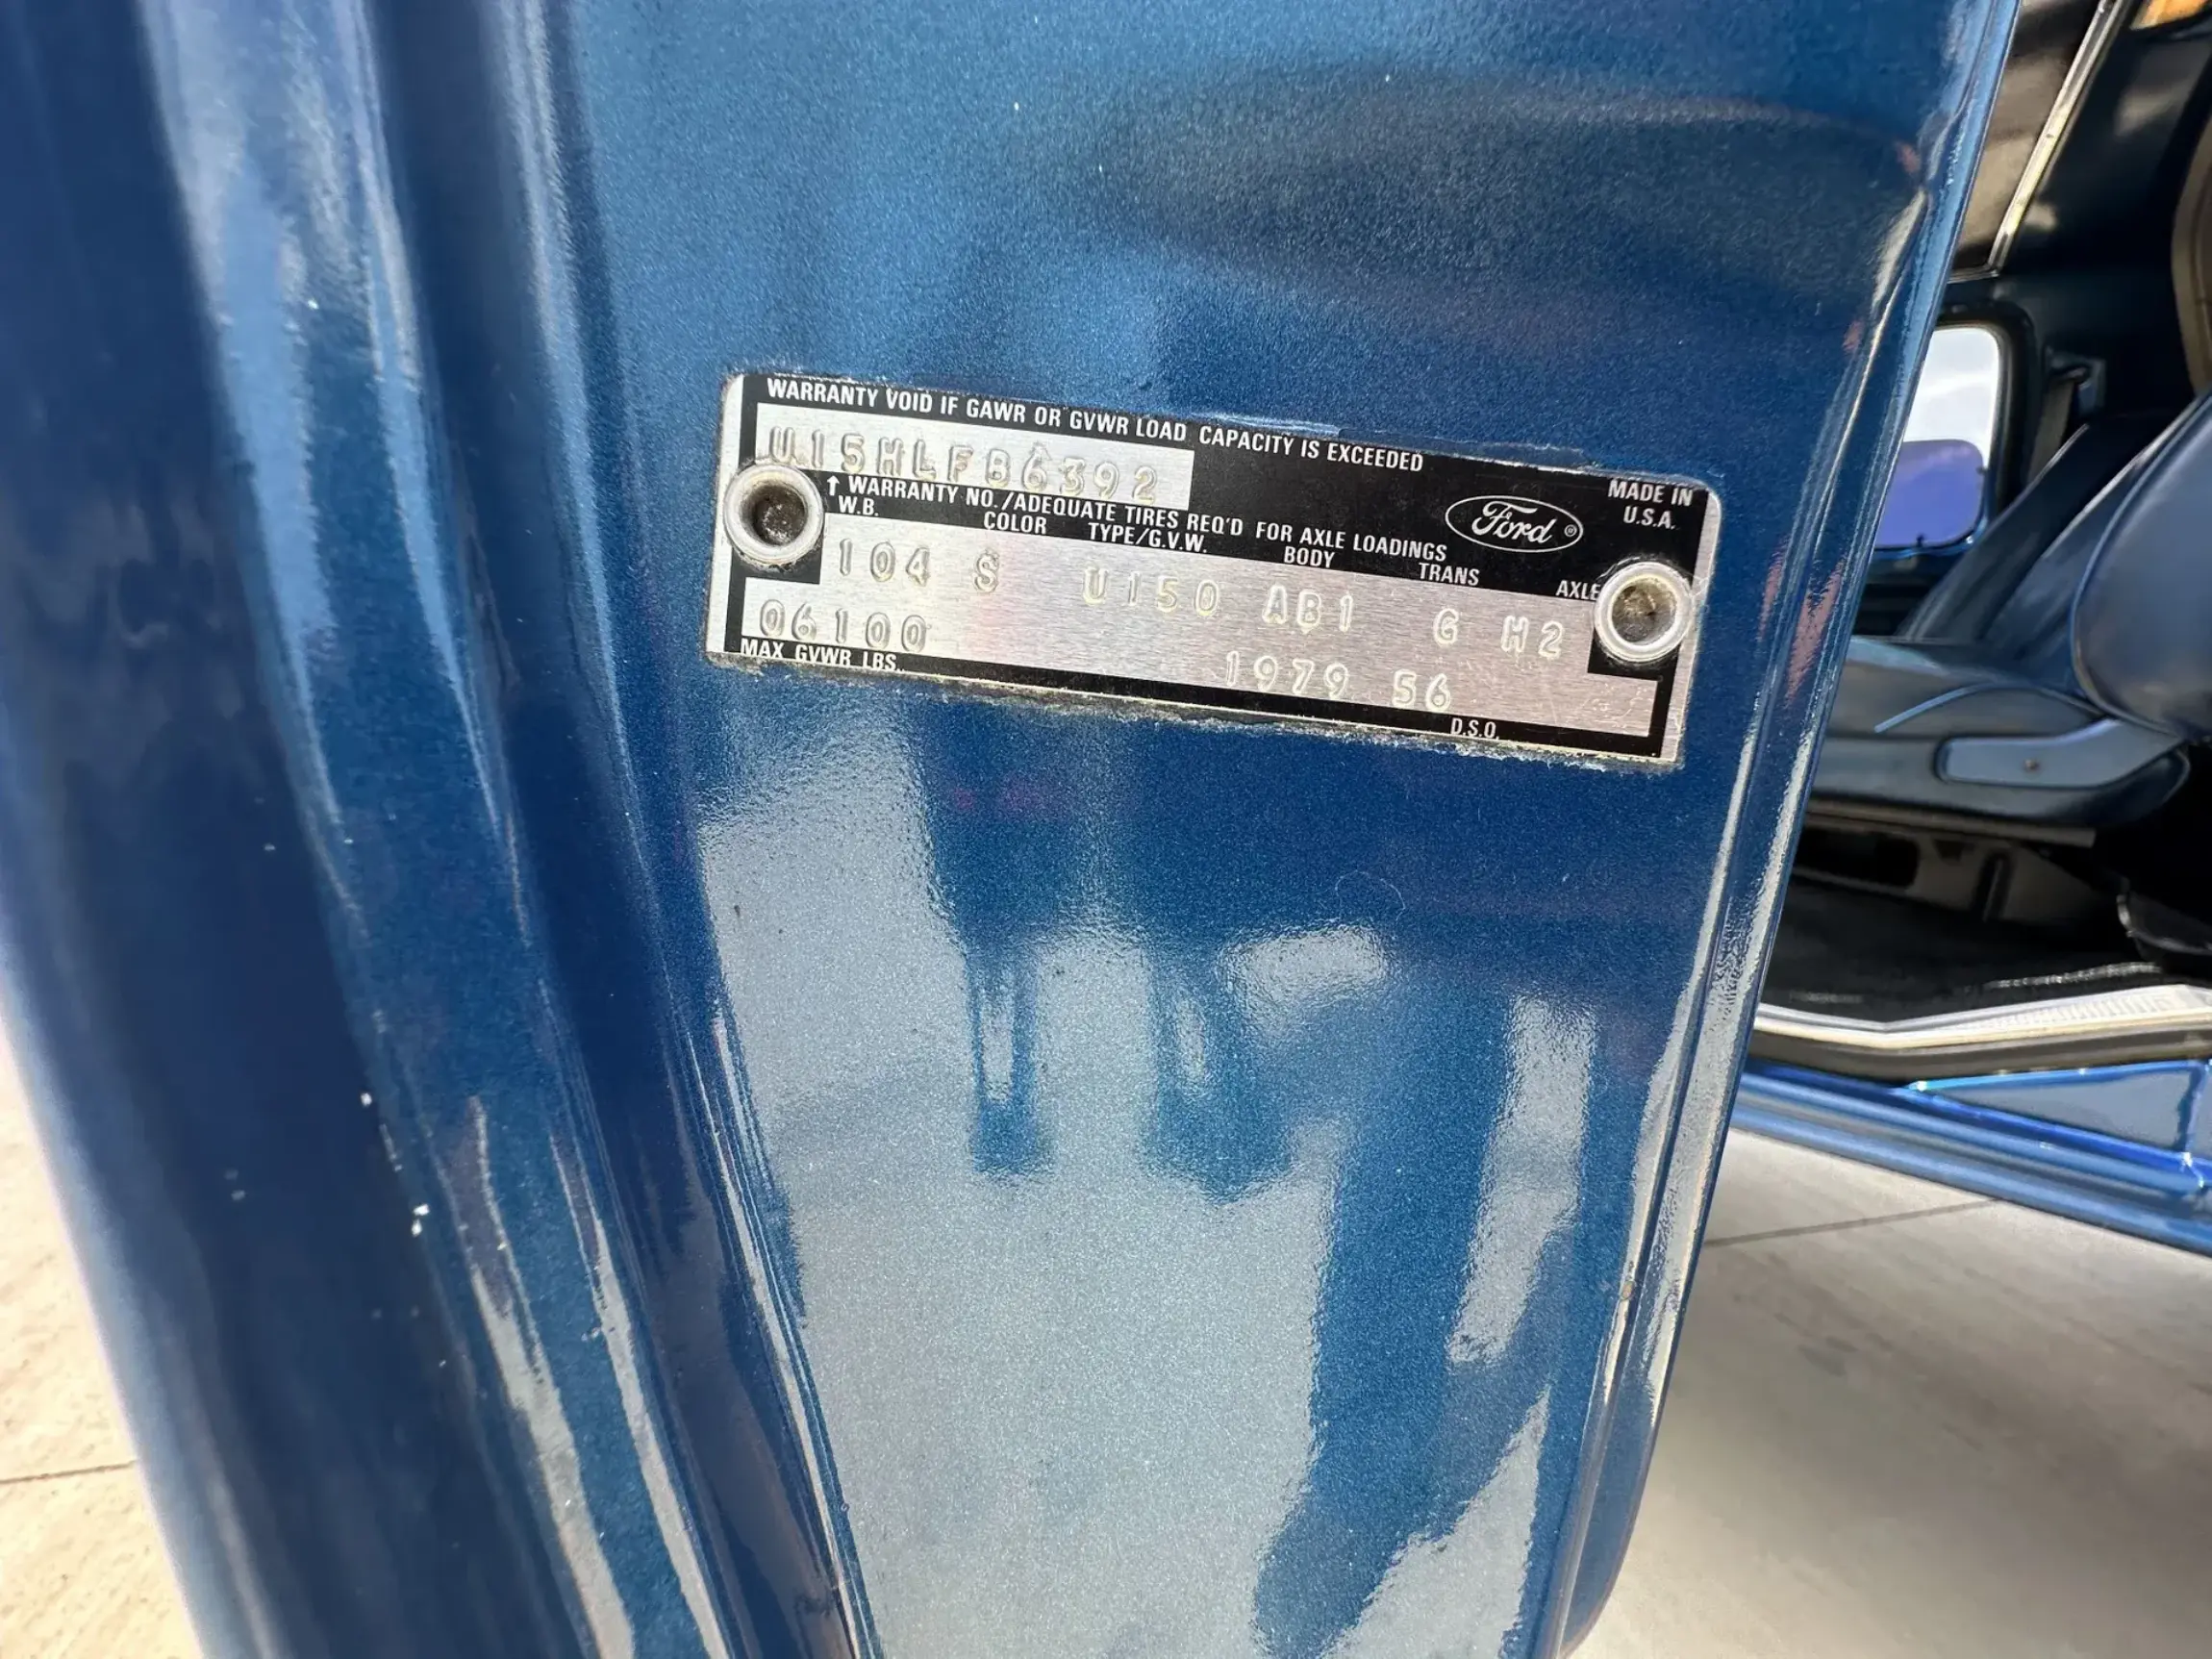 WARRANTY VOID IF GAWR OR GVWR LOAD CAPACITY IS EXCEEDED
U15HLFB6392
↑ WARRANTY NO./ADEQUATE TIRES REQ'D FOR AXLE LOADINGS
Ford ®
MADE IN
U.S.A.
W.B. COLOR TYPE/G.V.W. BODY TRANS AXLE
104 S U150 AB1 G H2
06100 1979 56
MAX GVWR LBS. D.S.O.